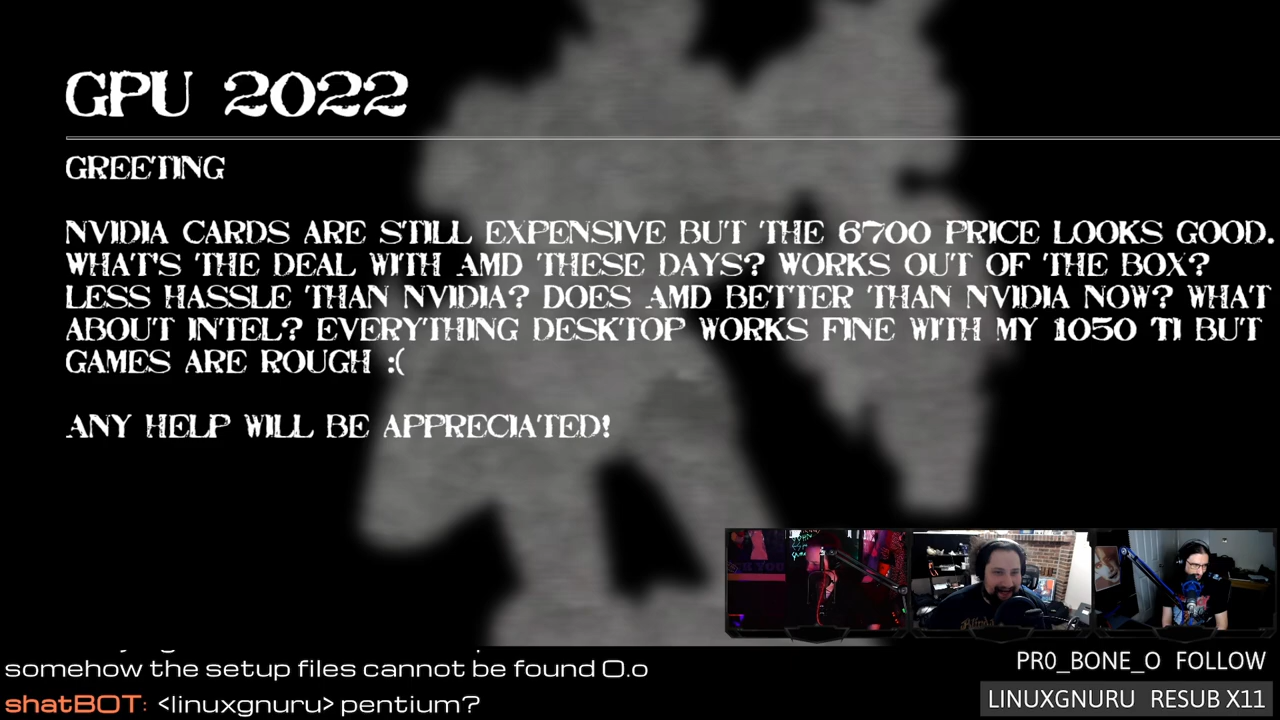 GPU 2022
GREETING
NVIDIA CARDS ARE STILL EXPENSIVE BUT THE 6700 PRICE LOOKS GOOD.
WHAT'S THE DEAL WITH AMD THESE DAYS? WORKS OUT OF THE BOX?
LESS HASSLE THAN NVIDIA? DOES AMD BETTER THAN NVIDIA NOW? WHAT
ABOUT INTEL? EVERYTHING DESKTOP WORKS FINE WITH MY 1050 TI BUT
GAMES ARE ROUGH :(
ANY HELP WILL BE APPRECIATED!
somehow the setup files cannot be found O.o
shatBOT: <linuxgnuru> pentium?
PR0_BONE_O FOLLOW
LINUXGNURU RESUB X11